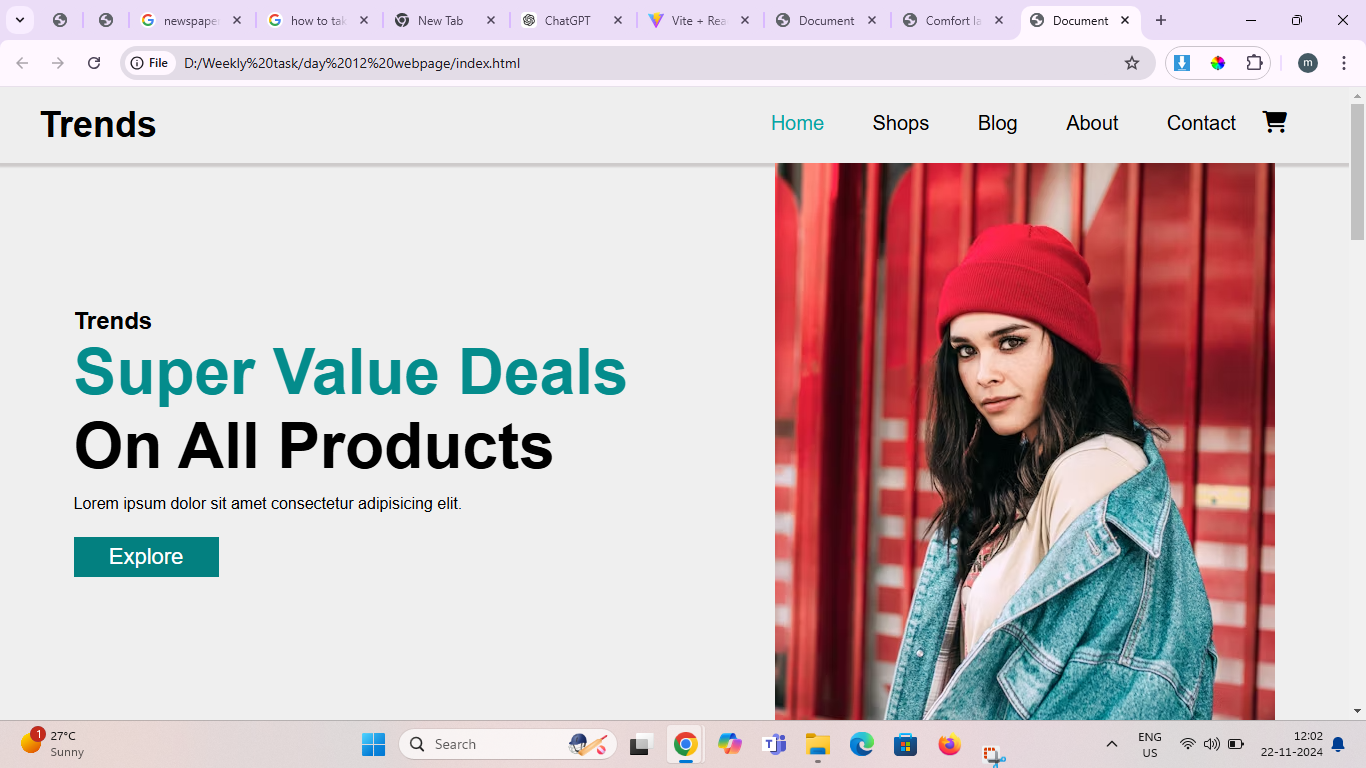 newspape
how to tak
New Tab
ChatGPT
Vite + Rea
Document
Comfort la
Document
File
D:/Weekly%20task/day%2012%20webpage/index.html
m
Trends
Home
Shops
Blog
About
Contact
Trends
Super Value Deals
On All Products
Lorem ipsum dolor sit amet consectetur adipisicing elit.
Explore
1
27°C
Sunny
Search
ENG
US
12:02
22-11-2024